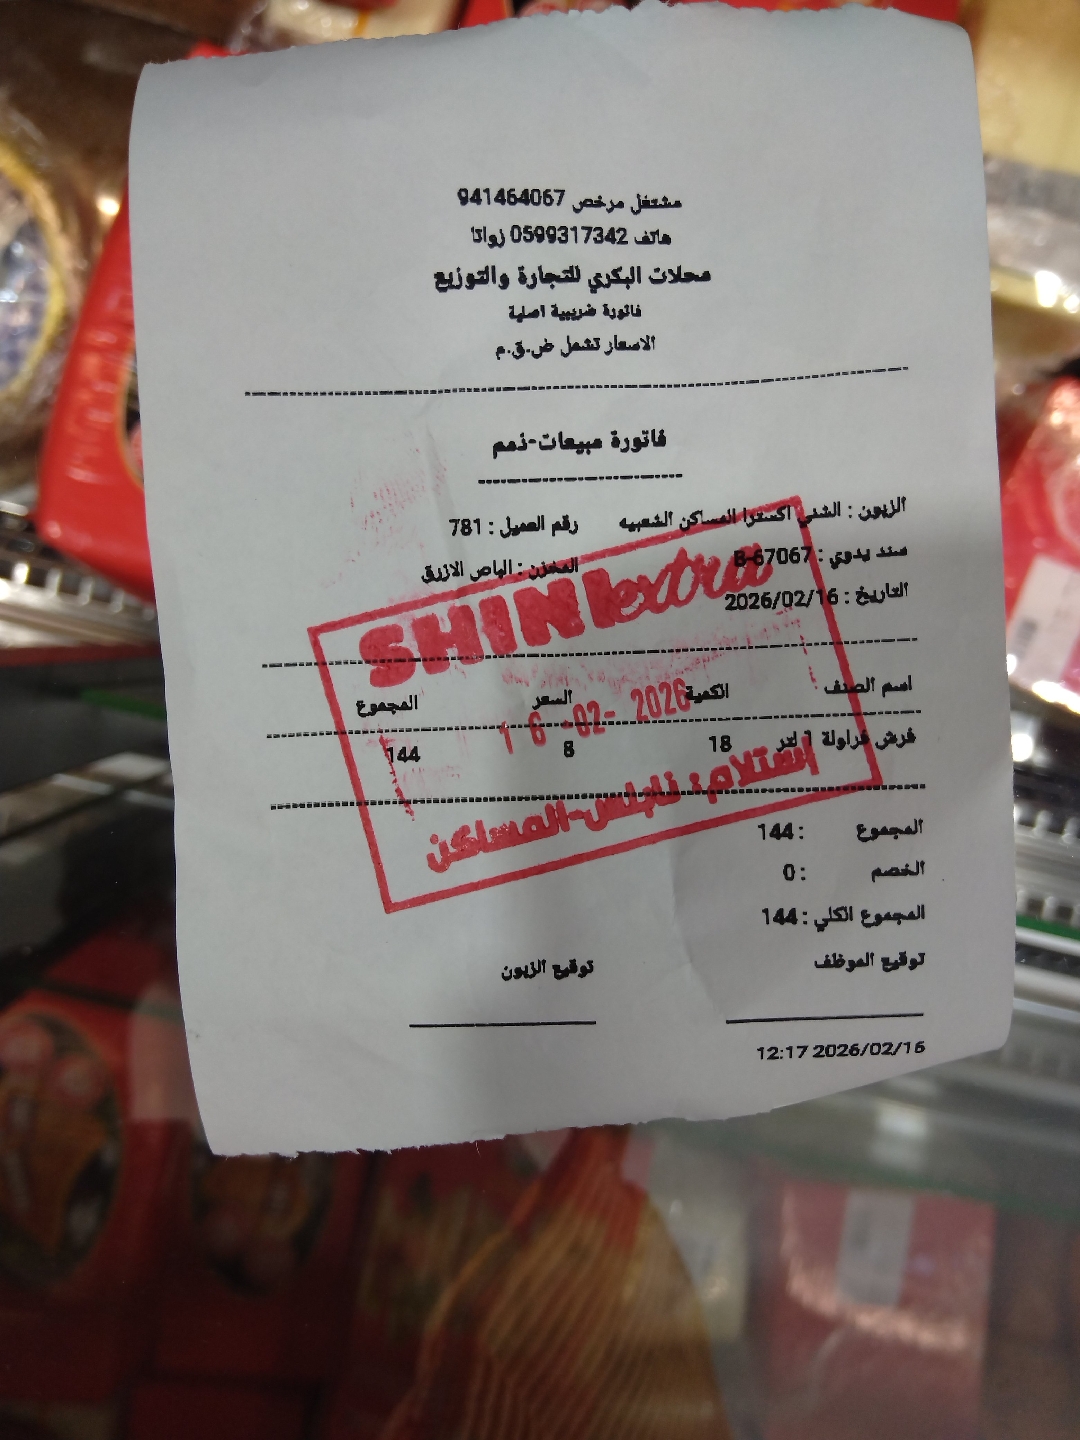 مشتغل مرخص 941464067
هاتف 0599317342 زواتا
محلات البكري للتجارة والتوزيع
فاتورة ضريبية اصلية
الاسعار تشمل ض.ق.م
فاتورة مبيعات-ذمم
الزبون : الشني اكسترا المساكن الشعبيه رقم العميل : 781
سند يدوي : B-67067 المخزن : الباص الازرق
التاريخ : 2026/02/16
SHINI extra
اسم الصنف الكمية السعر المجموع
16-02-2026
فرش فراولة 1 لتر 18 8 144
إستلام: نابلس-المساكن
المجموع : 144
الخصم : 0
المجموع الكلي : 144
توقيع الموظف توقيع الزبون
12:17 2026/02/16